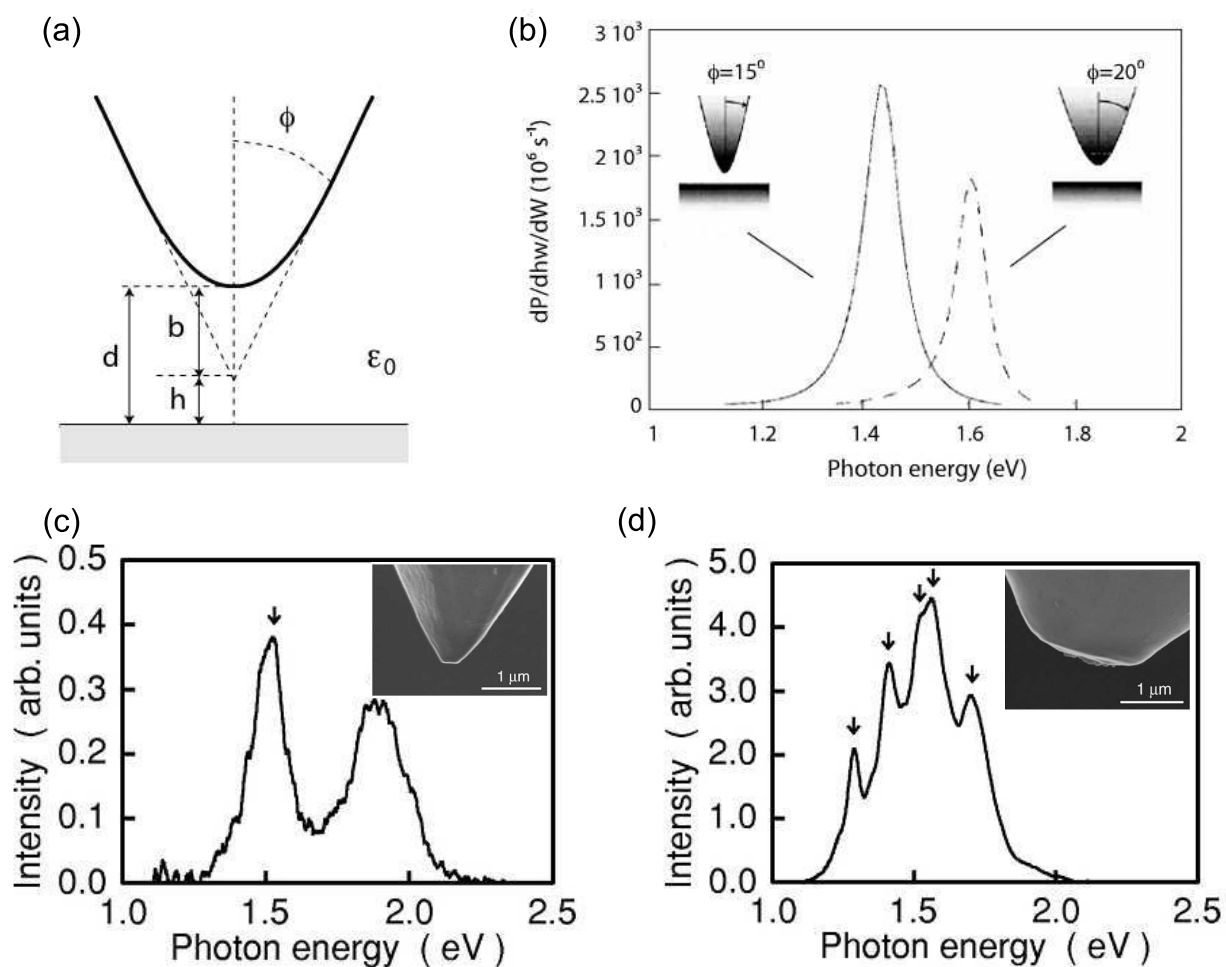 (a)
ϕ
b
d
h
ε0
(b)
3 10³
2.5 10³
2 10³
1.5 10³
1 10³
5 10²
0
dP/dhw/dW (10⁶ s⁻¹)
ϕ=15°
ϕ=20°
1
1.2
1.4
1.6
1.8
2
Photon energy (eV)
(c)
0.5
0.4
0.3
0.2
0.1
0.0
Intensity ( arb. units )
1 μm
1.0
1.5
2.0
2.5
Photon energy ( eV )
(d)
5.0
4.0
3.0
2.0
1.0
0.0
Intensity ( arb. units )
1 μm
1.0
1.5
2.0
2.5
Photon energy ( eV )